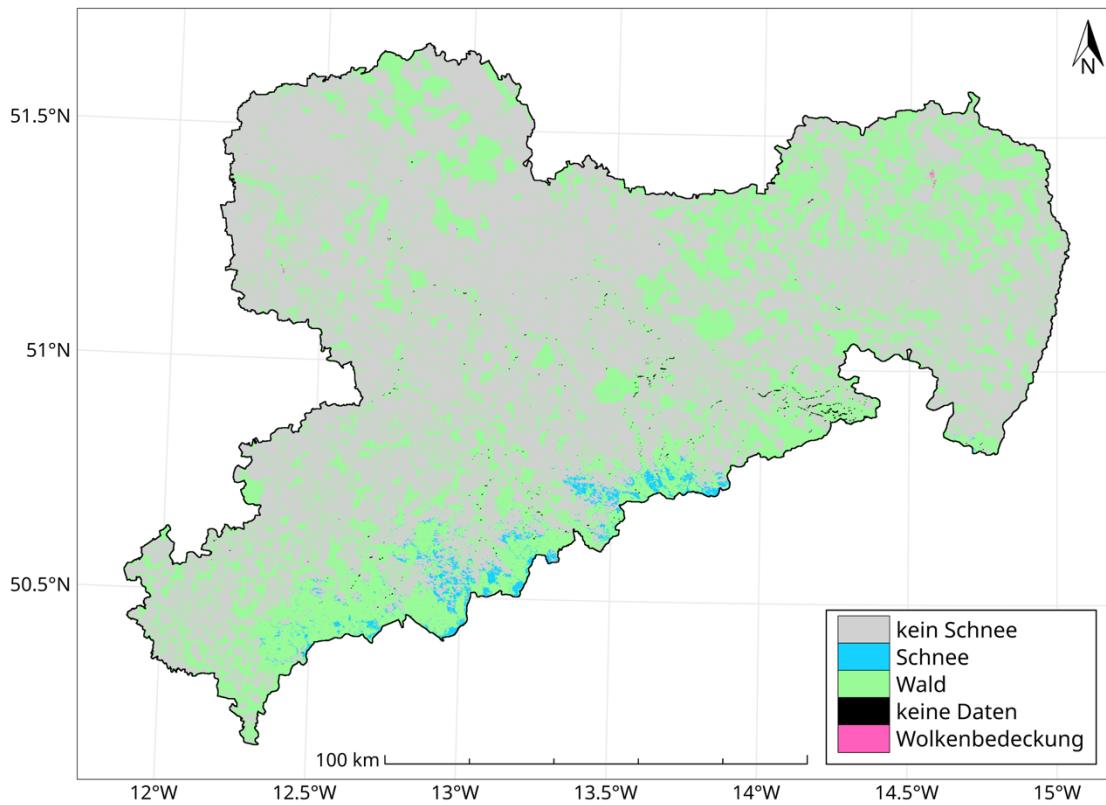 N
51.5°N
51°N
50.5°N
kein Schnee
Schnee
Wald
keine Daten
Wolkenbedeckung
100 km
12°W
12.5°W
13°W
13.5°W
14°W
14.5°W
15°W